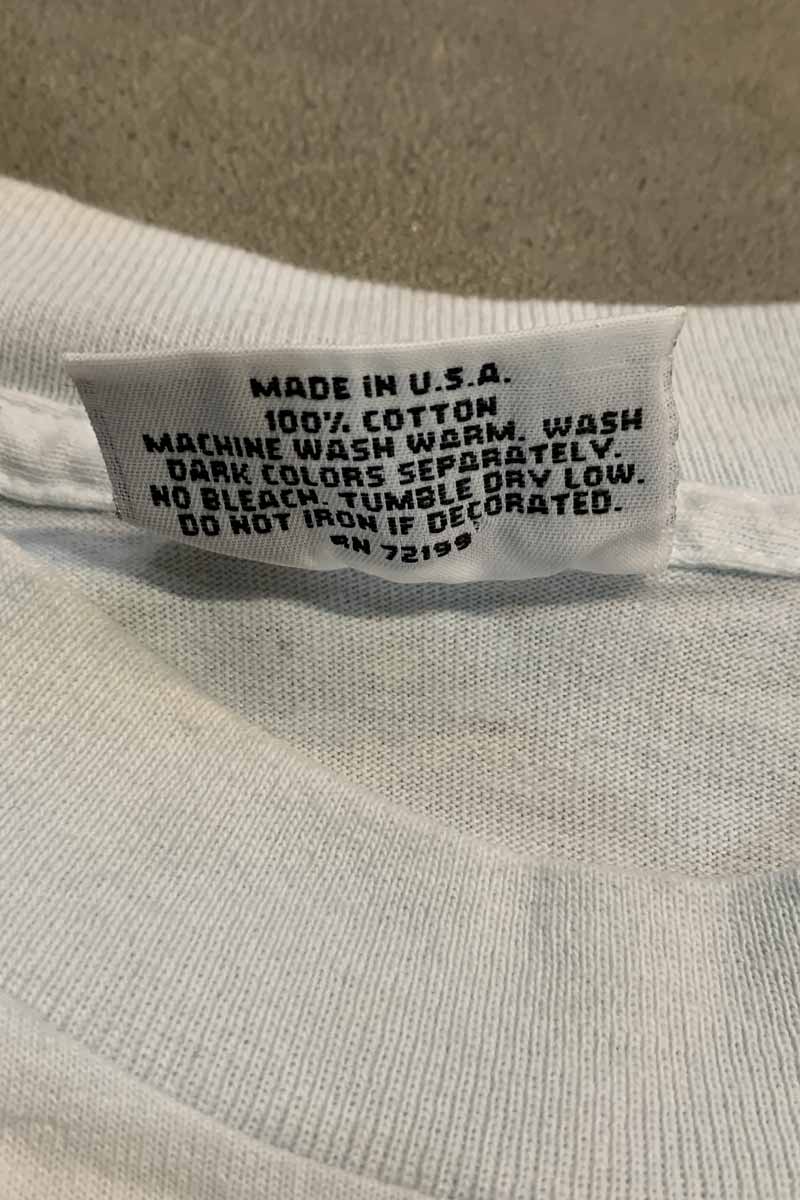 MADE IN U.S.A.
100% COTTON
MACHINE WASH WARM. WASH
DARK COLORS SEPARATELY.
NO BLEACH. TUMBLE DRY LOW.
DO NOT IRON IF DECORATED.
RN 72199